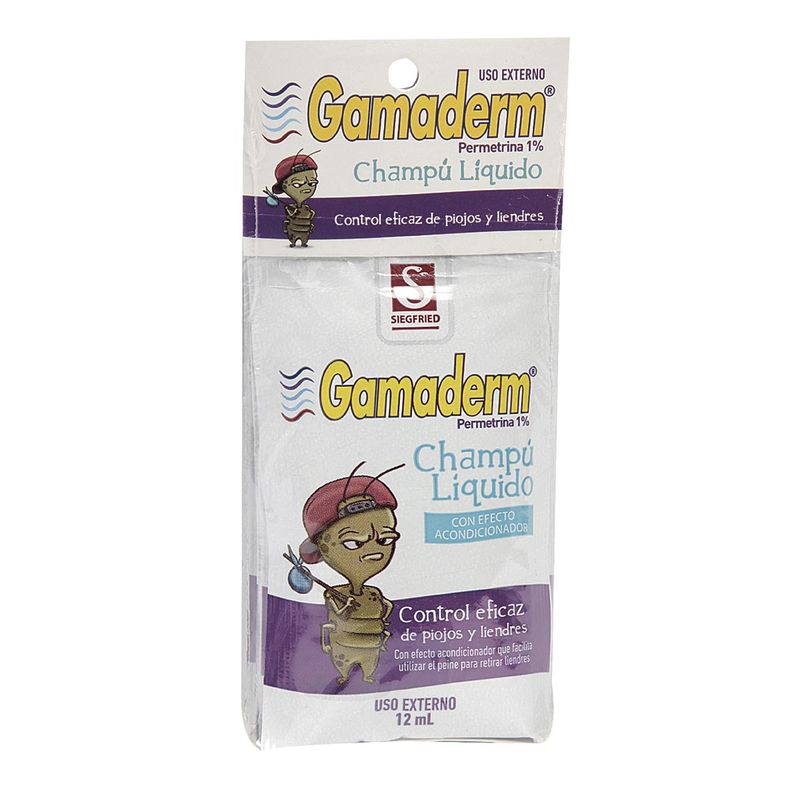 USO EXTERNO
Gamaderm®
Permetrina 1%
Champú Líquido
Control eficaz de piojos y liendres
S
SIEGFRIED
Gamaderm®
Permetrina 1%
Champú
Líquido
CON EFECTO
ACONDICIONADOR
Control eficaz
de piojos y liendres
Con efecto acondicionador que facilita
utilizar el peine para retirar liendres
USO EXTERNO
12 mL